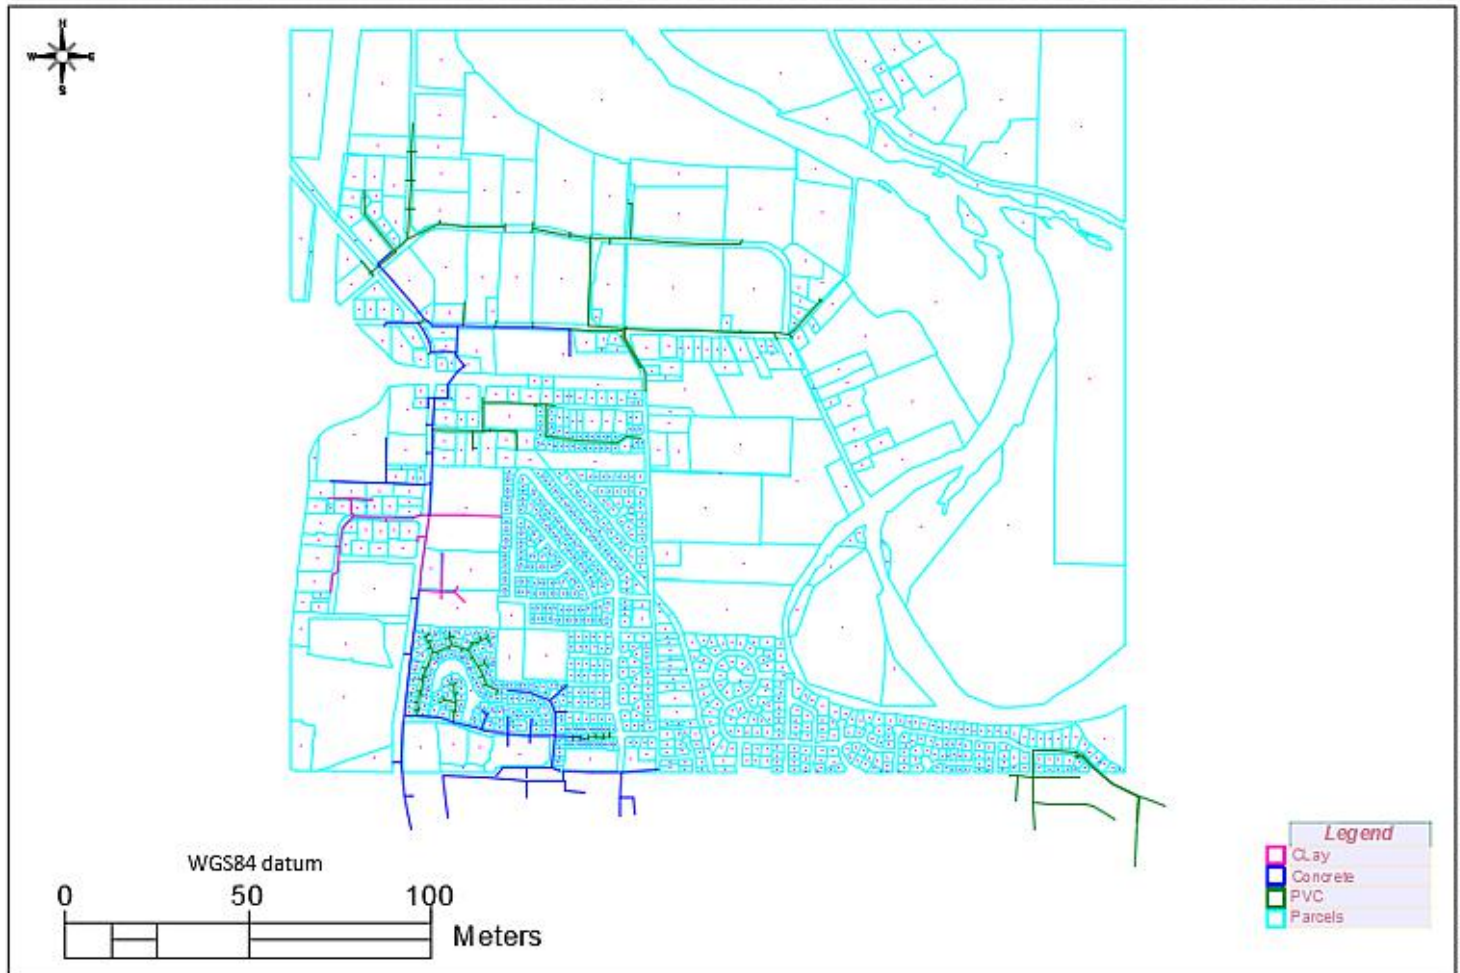 N
W E
S
WGS84 datum
0 50 100
Meters
Legend
CLay
Concrete
PVC
Parcels